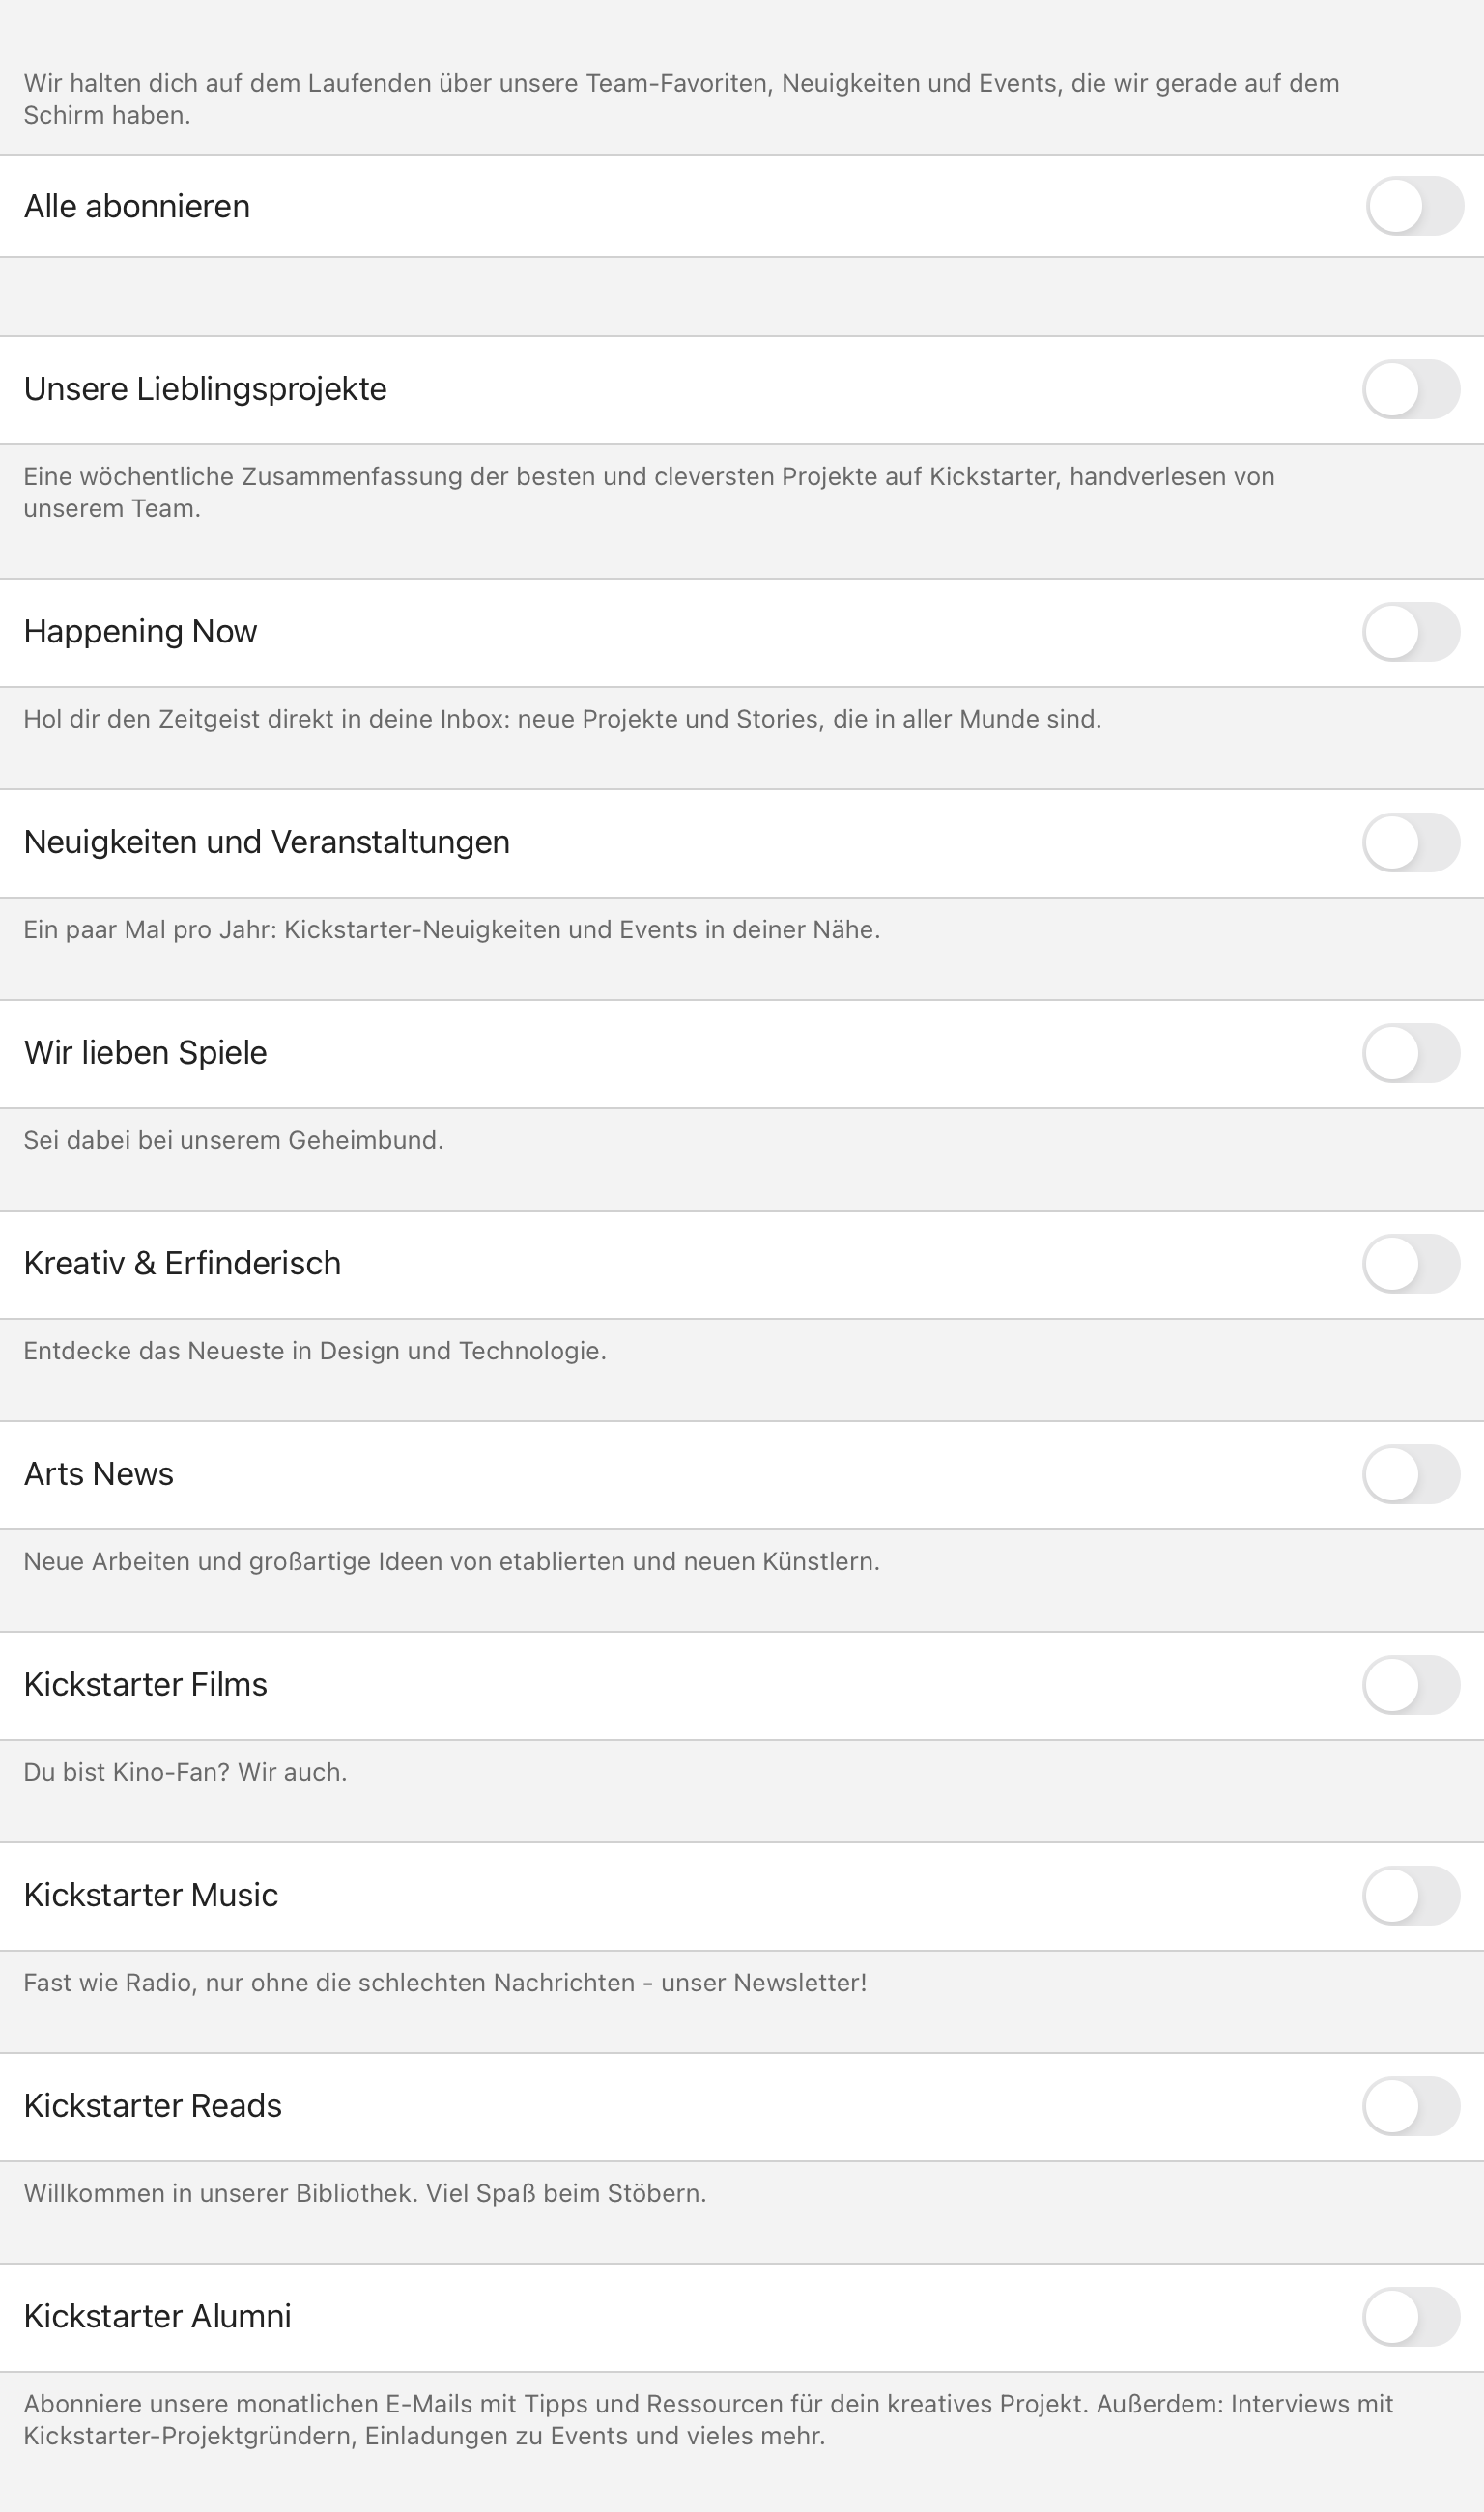 Wir halten dich auf dem Laufenden über unsere Team-Favoriten, Neuigkeiten und Events, die wir gerade auf dem
Schirm haben.
Alle abonnieren
Unsere Lieblingsprojekte
Eine wöchentliche Zusammenfassung der besten und cleversten Projekte auf Kickstarter, handverlesen von
unserem Team.
Happening Now
Hol dir den Zeitgeist direkt in deine Inbox: neue Projekte und Stories, die in aller Munde sind.
Neuigkeiten und Veranstaltungen
Ein paar Mal pro Jahr: Kickstarter-Neuigkeiten und Events in deiner Nähe.
Wir lieben Spiele
Sei dabei bei unserem Geheimbund.
Kreativ & Erfinderisch
Entdecke das Neueste in Design und Technologie.
Arts News
Neue Arbeiten und großartige Ideen von etablierten und neuen Künstlern.
Kickstarter Films
Du bist Kino-Fan? Wir auch.
Kickstarter Music
Fast wie Radio, nur ohne die schlechten Nachrichten - unser Newsletter!
Kickstarter Reads
Willkommen in unserer Bibliothek. Viel Spaß beim Stöbern.
Kickstarter Alumni
Abonniere unsere monatlichen E-Mails mit Tipps und Ressourcen für dein kreatives Projekt. Außerdem: Interviews mit
Kickstarter-Projektgründern, Einladungen zu Events und vieles mehr.